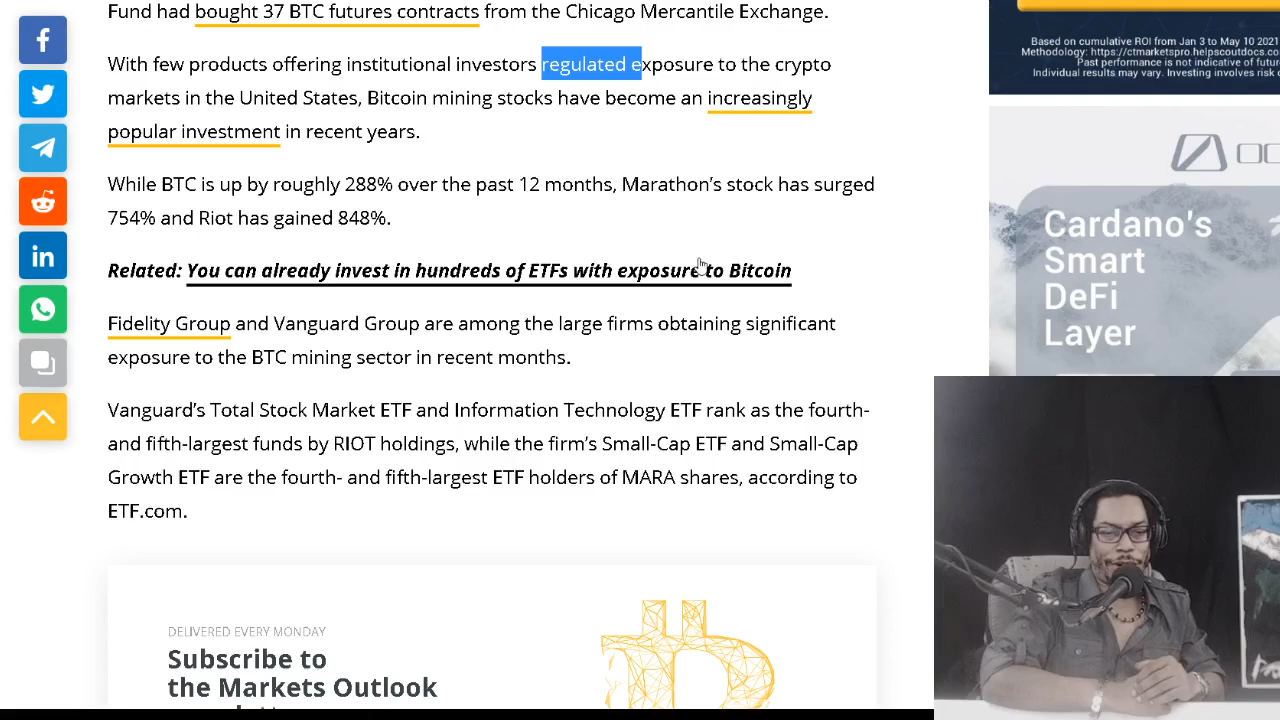 Fund had bought 37 BTC futures contracts from the Chicago Mercantile Exchange.
With few products offering institutional investors regulated exposure to the crypto
markets in the United States, Bitcoin mining stocks have become an increasingly
popular investment in recent years.
While BTC is up by roughly 288% over the past 12 months, Marathon's stock has surged
754% and Riot has gained 848%.
Related: You can already invest in hundreds of ETFs with exposure to Bitcoin
Fidelity Group and Vanguard Group are among the large firms obtaining significant
exposure to the BTC mining sector in recent months.
Vanguard's Total Stock Market ETF and Information Technology ETF rank as the fourth-
and fifth-largest funds by RIOT holdings, while the firm's Small-Cap ETF and Small-Cap
Growth ETF are the fourth- and fifth-largest ETF holders of MARA shares, according to
ETF.com.
DELIVERED EVERY MONDAY
Subscribe to
the Markets Outlook
Based on cumulative ROI from Jan 3 to May 10 2021
Methodology: https://ctmarketspro.helpscoutdocs.co
Past performance is not indicative of futur
Individual results may vary. Investing involves risk
Cardano's
Smart
DeFi
Layer